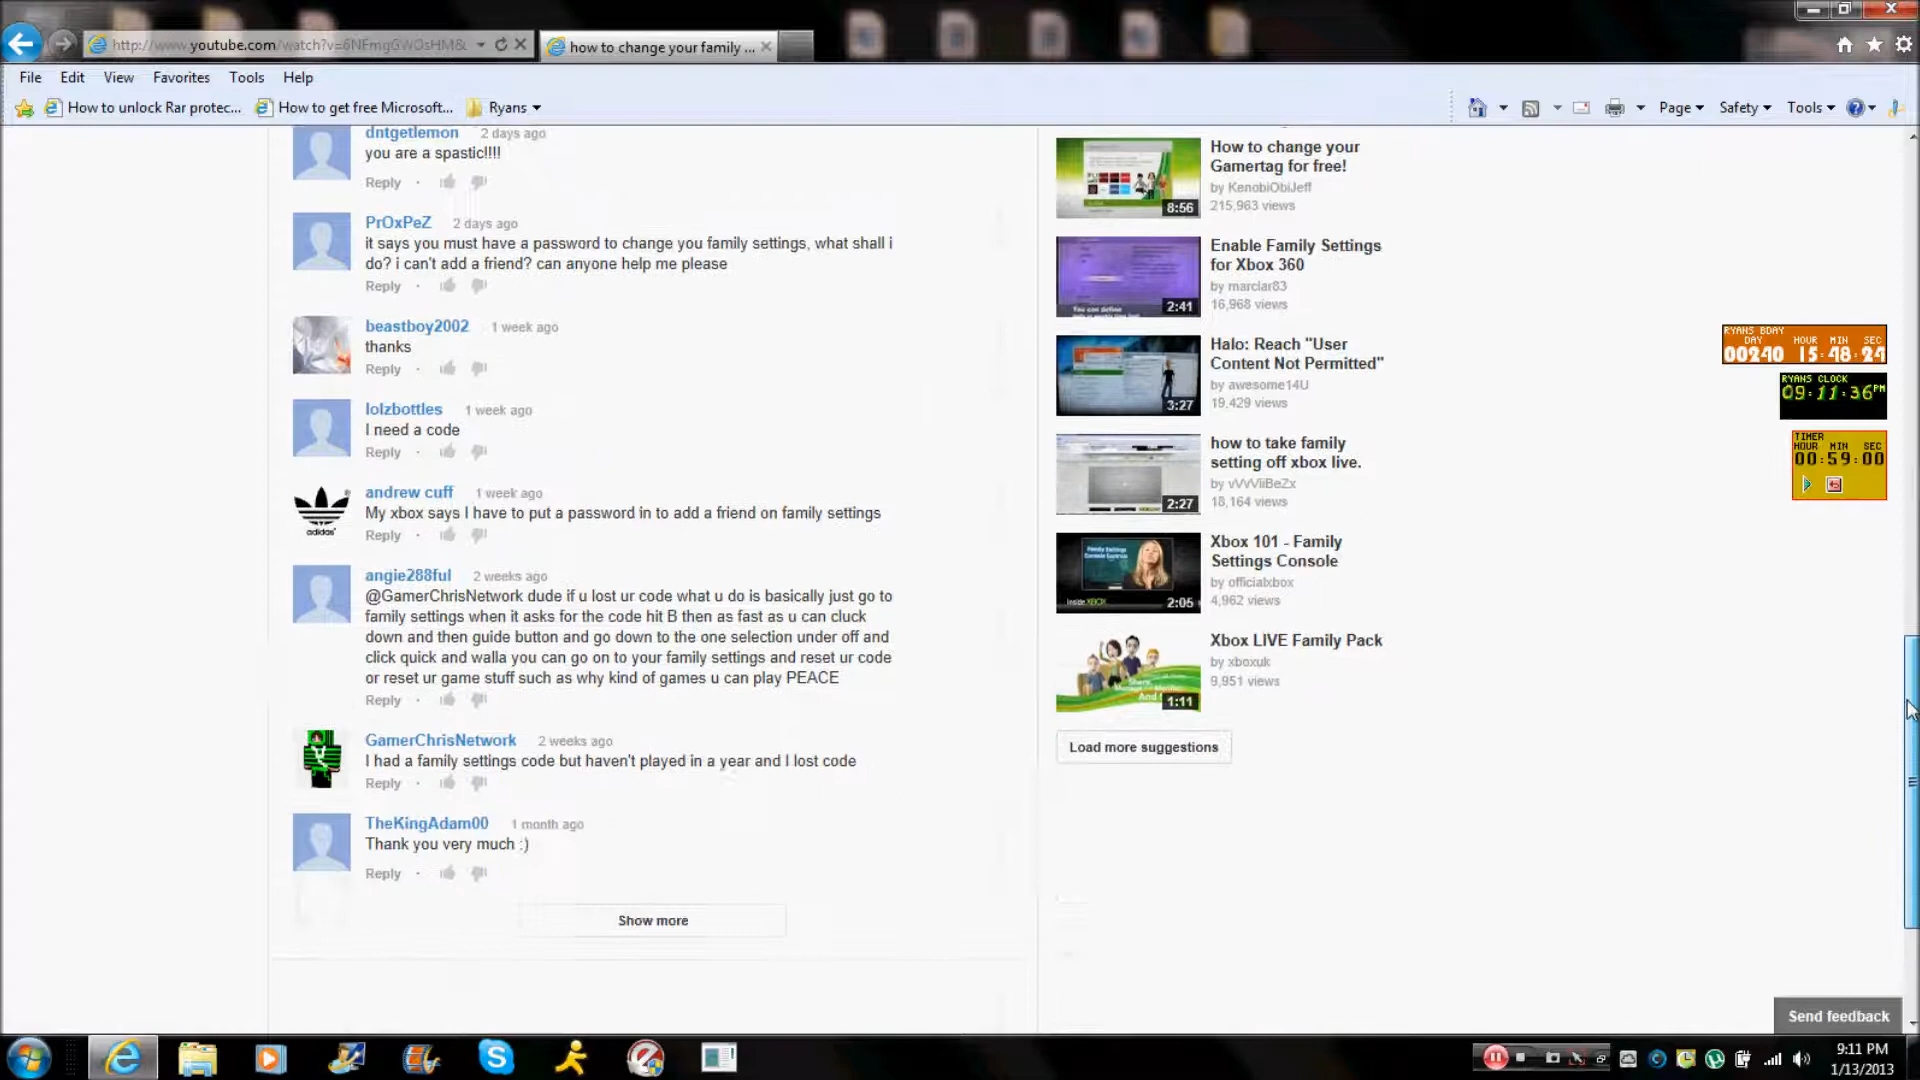 http://www.youtube.com/watch?v=6NFmgGWOsHM&
how to change your family ...
File Edit View Favorites Tools Help
How to unlock Rar protec... How to get free Microsoft... Ryans
Page Safety Tools
dntgetlemon 2 days ago
you are a spastic!!!!
Reply
PrOxPeZ 2 days ago
it says you must have a password to change you family settings, what shall i
do? i can't add a friend? can anyone help me please
Reply
beastboy2002 1 week ago
thanks
Reply
lolzbottles 1 week ago
I need a code
Reply
andrew cuff 1 week ago
My xbox says I have to put a password in to add a friend on family settings
Reply
adidas
angie288ful 2 weeks ago
@GamerChrisNetwork dude if u lost ur code what u do is basically just go to
family settings when it asks for the code hit B then as fast as u can cluck
down and then guide button and go down to the one selection under off and
click quick and walla you can go on to your family settings and reset ur code
or reset ur game stuff such as why kind of games u can play PEACE
Reply
GamerChrisNetwork 2 weeks ago
I had a family settings code but haven't played in a year and I lost code
Reply
TheKingAdam00 1 month ago
Thank you very much :)
Reply
Show more
How to change your
Gamertag for free!
by KenobiObiJeff
215,963 views
8:56
Enable Family Settings
for Xbox 360
by marclar83
16,968 views
2:41
Halo: Reach "User
Content Not Permitted"
by awesome14U
19,429 views
3:27
how to take family
setting off xbox live.
by vVvVliBeZx
18,164 views
2:27
Xbox 101 - Family
Settings Console
by officialxbox
4,962 views
Inside XBOX
2:05
Xbox LIVE Family Pack
by xboxuk
9,951 views
1:11
Load more suggestions
RYANS BDAY
DAY HOUR MIN SEC
00240 15:48:24
RYANS CLOCK
09:11:36 PM
TIMER
HOUR MIN SEC
00:59:00
Send feedback
9:11 PM
1/13/2013